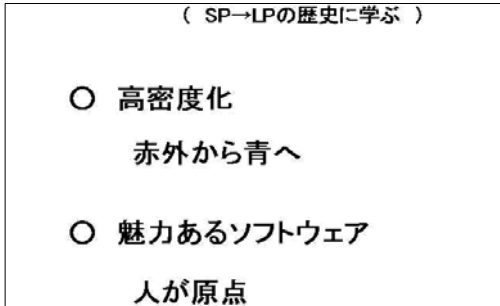 ( SP→LPの歴史に学ぶ )
○ 高密度化
赤外から青へ
○ 魅力あるソフトウェア
人が原点